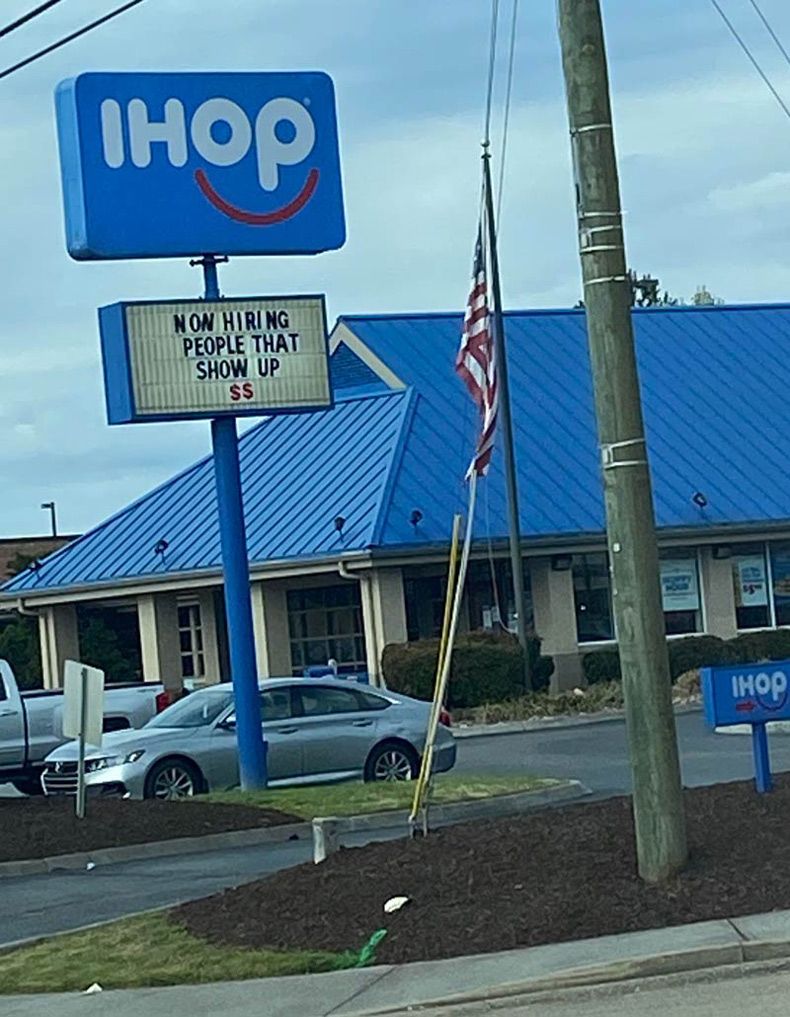 IHOP
NOW HIRING
PEOPLE THAT
SHOW UP
$$
IHOP